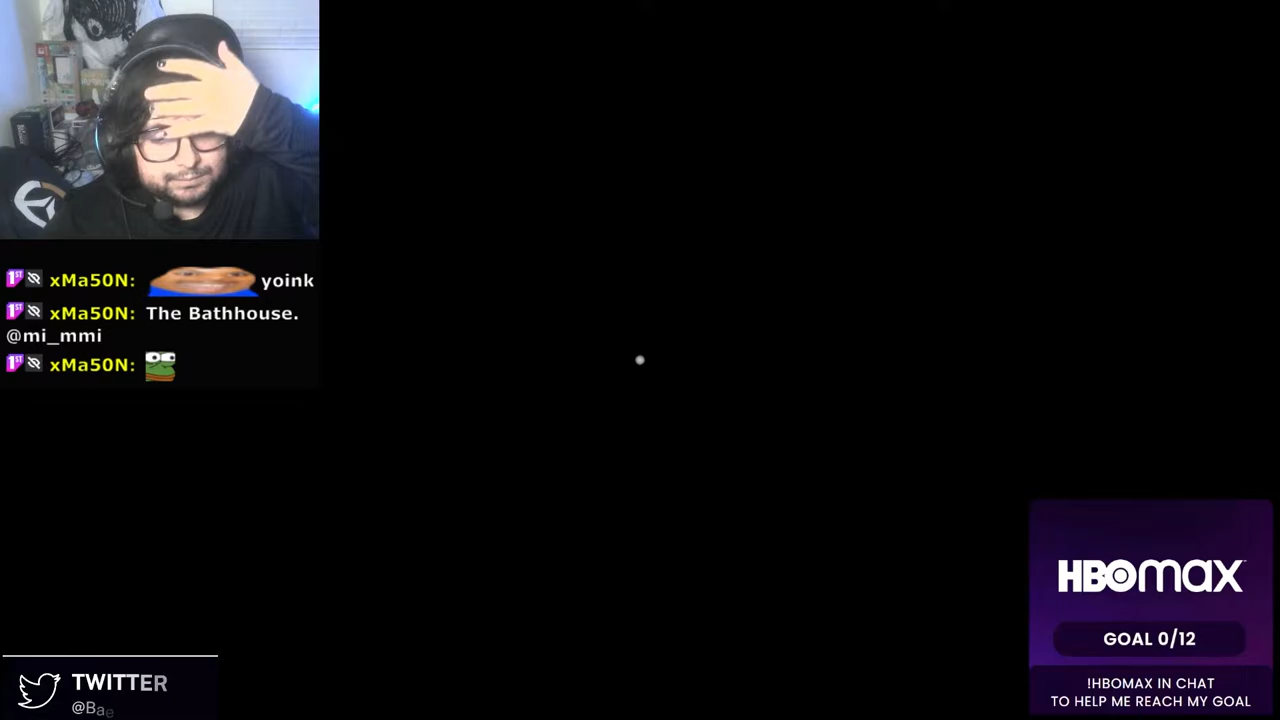 xMa50N: yoink
xMa50N: The Bathhouse.
@mi_mmi
xMa50N:
HBOmax
GOAL 0/12
!HBOMAX IN CHAT
TO HELP ME REACH MY GOAL
TWITTER
@Bae